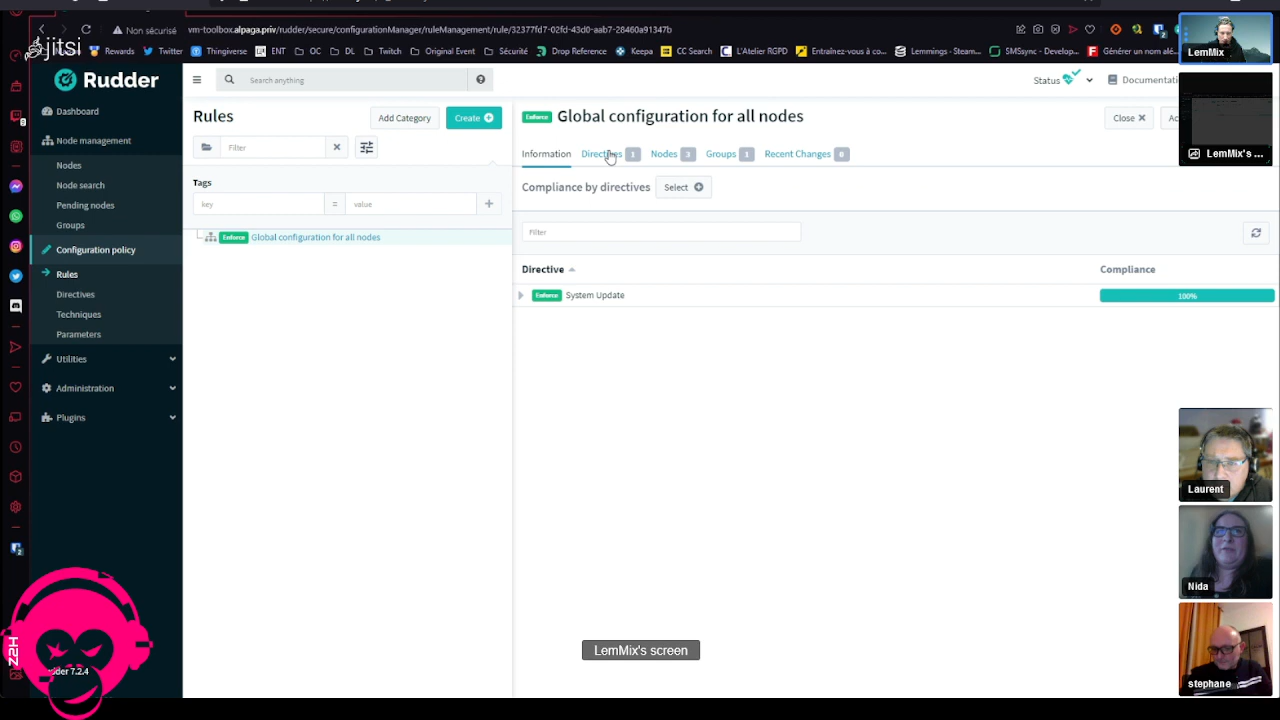 jitsi
Non sécurisé
vm-toolbox.alpaga.priv/rudder/secure/configurationManager/ruleManagement/rule/32377fd7-02fd-43d0-aab7-28460a91347b
Rewards
Twitter
Thingiverse
ENT
OC
DL
Twitch
Original Event
Sécurité
Drop Reference
Keepa
CC Search
L'Atelier RGPD
Entraînez-vous à co...
Lemmings - Steam...
SMSsync - Develop...
Générer un nom alé...
LemMix
Rudder
Search anything
Status
Documentati
Dashboard
Node management
Nodes
Node search
Pending nodes
Groups
Configuration policy
Rules
Directives
Techniques
Parameters
Utilities
Administration
Plugins
Rules
Add Category
Create
Filter
Tags
key
=
value
Enforce Global configuration for all nodes
Enforce Global configuration for all nodes
Close
Ac
Information
Directives 1
Nodes 3
Groups 1
Recent Changes 0
Compliance by directives
Select
Filter
Directive
Compliance
Enforce System Update
100%
LemMix's ...
Laurent
Nida
stephane
LemMix's screen
HZZ
udder 7.2.4